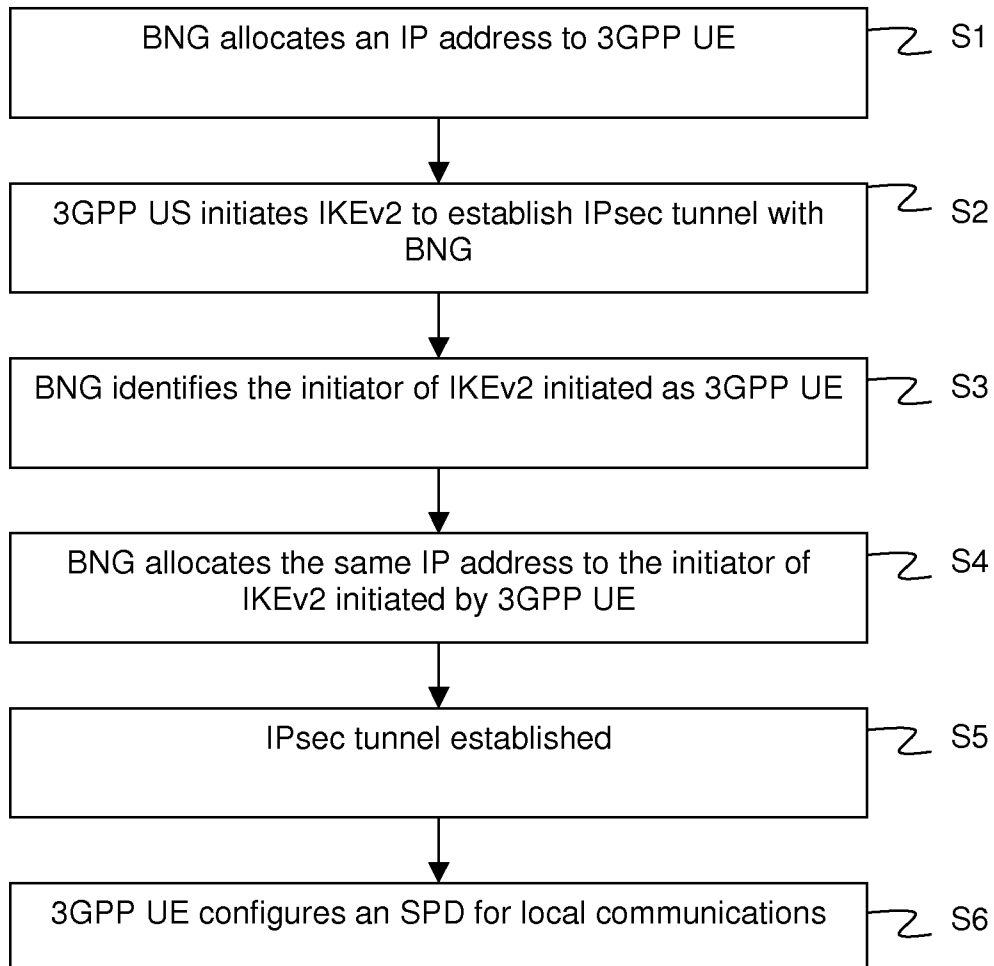 BNG allocates an IP address to 3GPP UE
S1
3GPP US initiates IKEv2 to establish IPsec tunnel with
BNG
S2
BNG identifies the initiator of IKEv2 initiated as 3GPP UE
S3
BNG allocates the same IP address to the initiator of
IKEv2 initiated by 3GPP UE
S4
IPsec tunnel established
S5
3GPP UE configures an SPD for local communications
S6